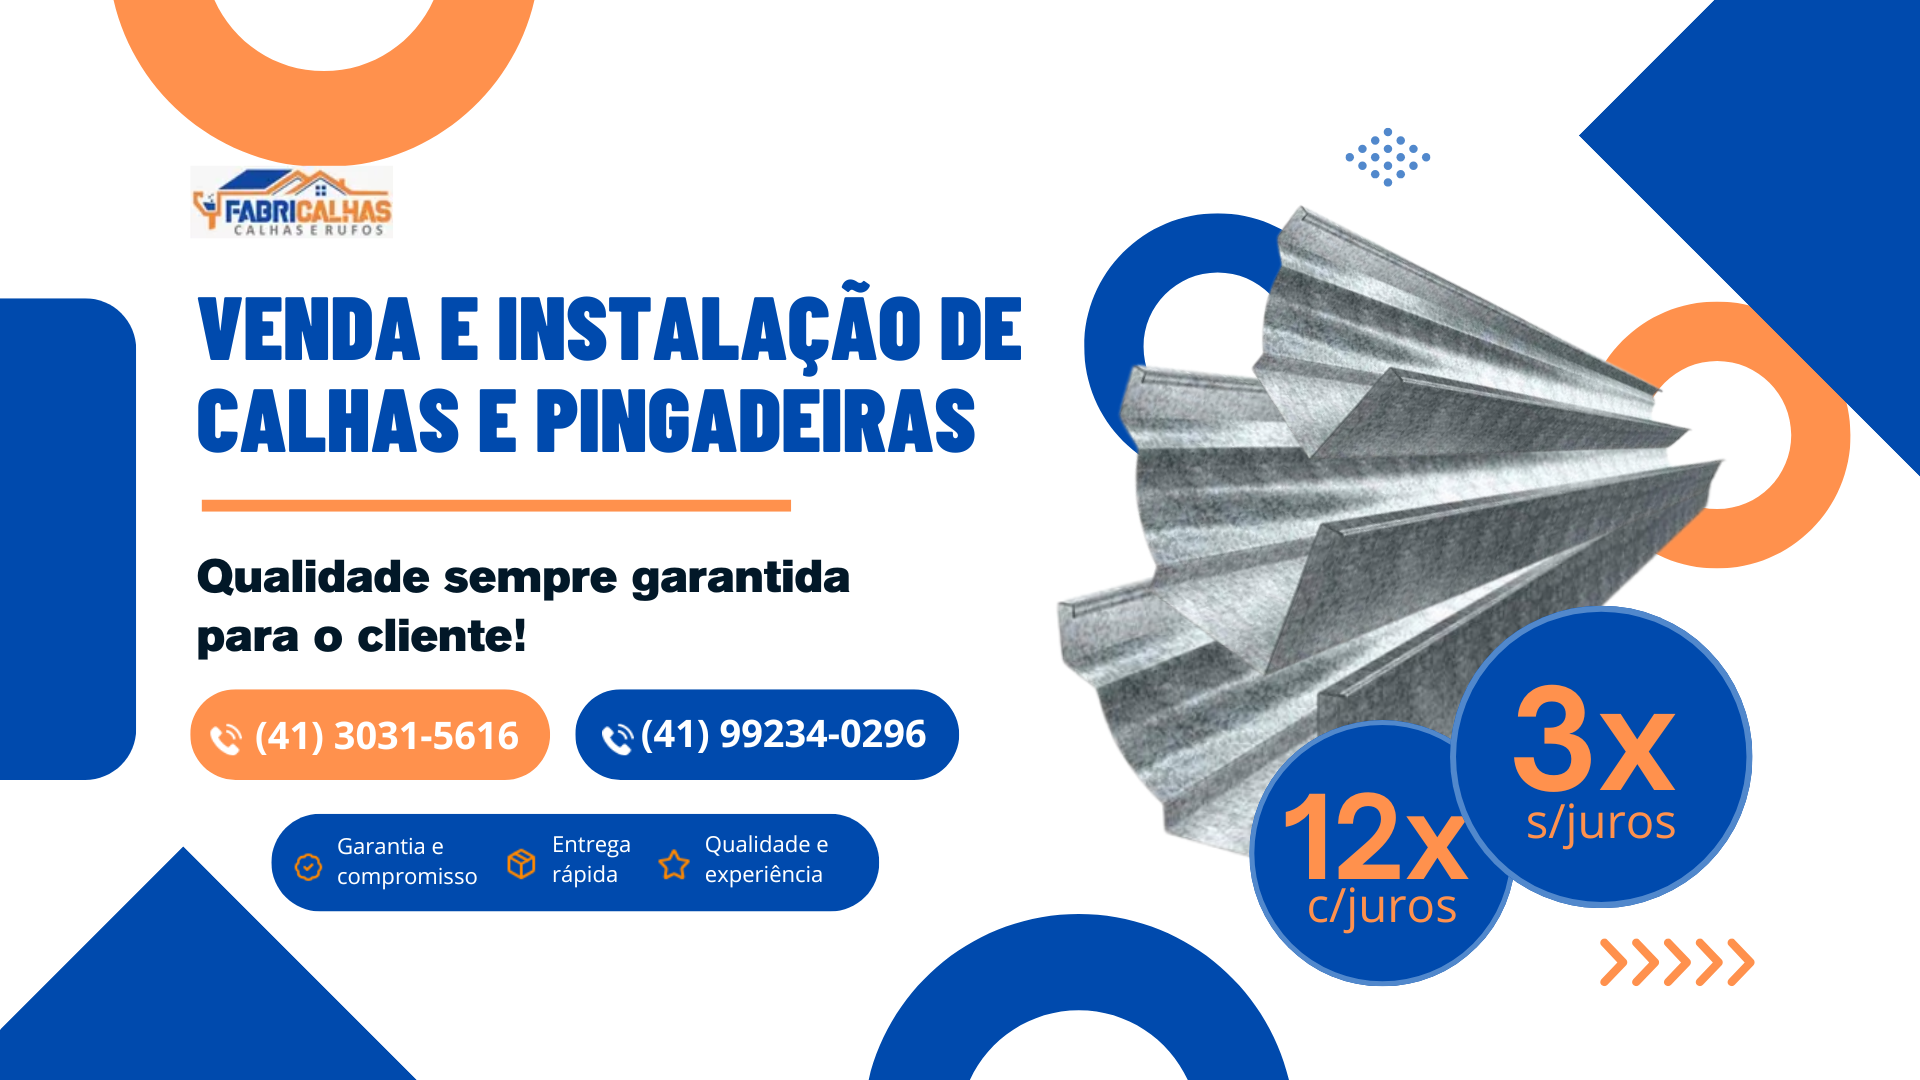 FABRICALHAS
CALHAS E RUFOS
VENDA E INSTALAÇÃO DE
CALHAS E PINGADEIRAS
Qualidade sempre garantida
para o cliente!
(41) 3031-5616
(41) 99234-0296
Garantia e
compromisso
Entrega
rápida
Qualidade e
experiência
3x
s/juros
12x
c/juros